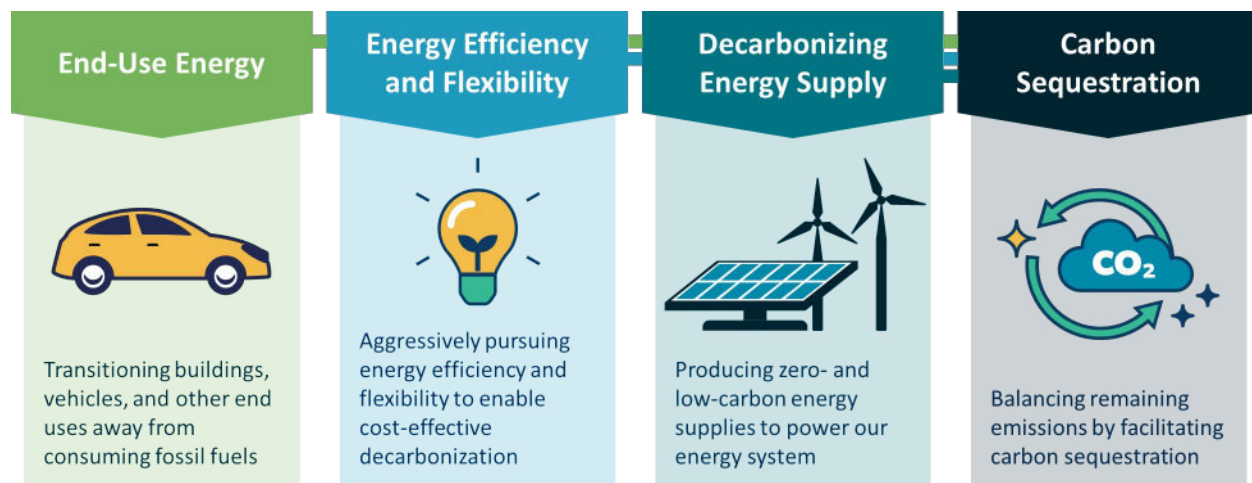 End-Use Energy
Transitioning buildings,
vehicles, and other end
uses away from
consuming fossil fuels
Energy Efficiency
and Flexibility
Aggressively pursuing
energy efficiency and
flexibility to enable
cost-effective
decarbonization
Decarbonizing
Energy Supply
Producing zero- and
low-carbon energy
supplies to power our
energy system
Carbon
Sequestration
CO₂
Balancing remaining
emissions by facilitating
carbon sequestration